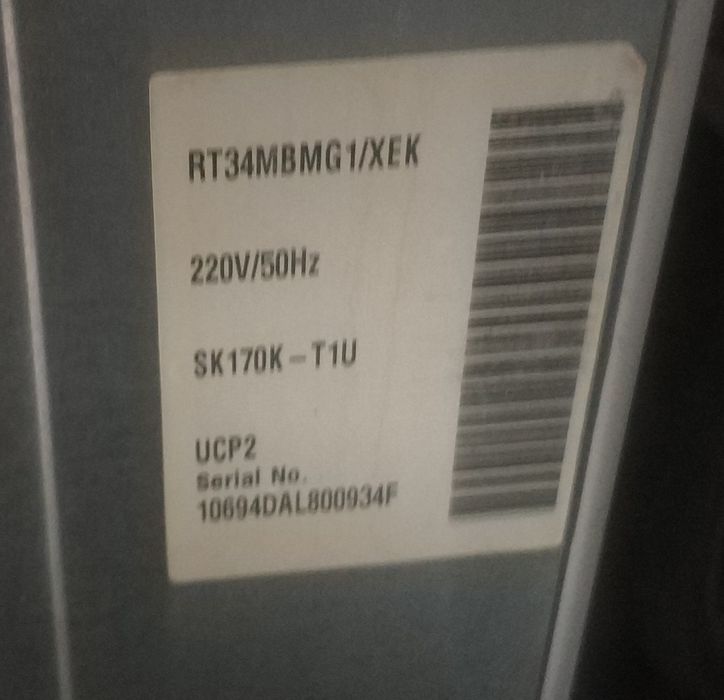 RT34MBMG1/XEK
220V/50Hz
SK170K-T1U
UCP2
Serial No.
10694DAL800934F